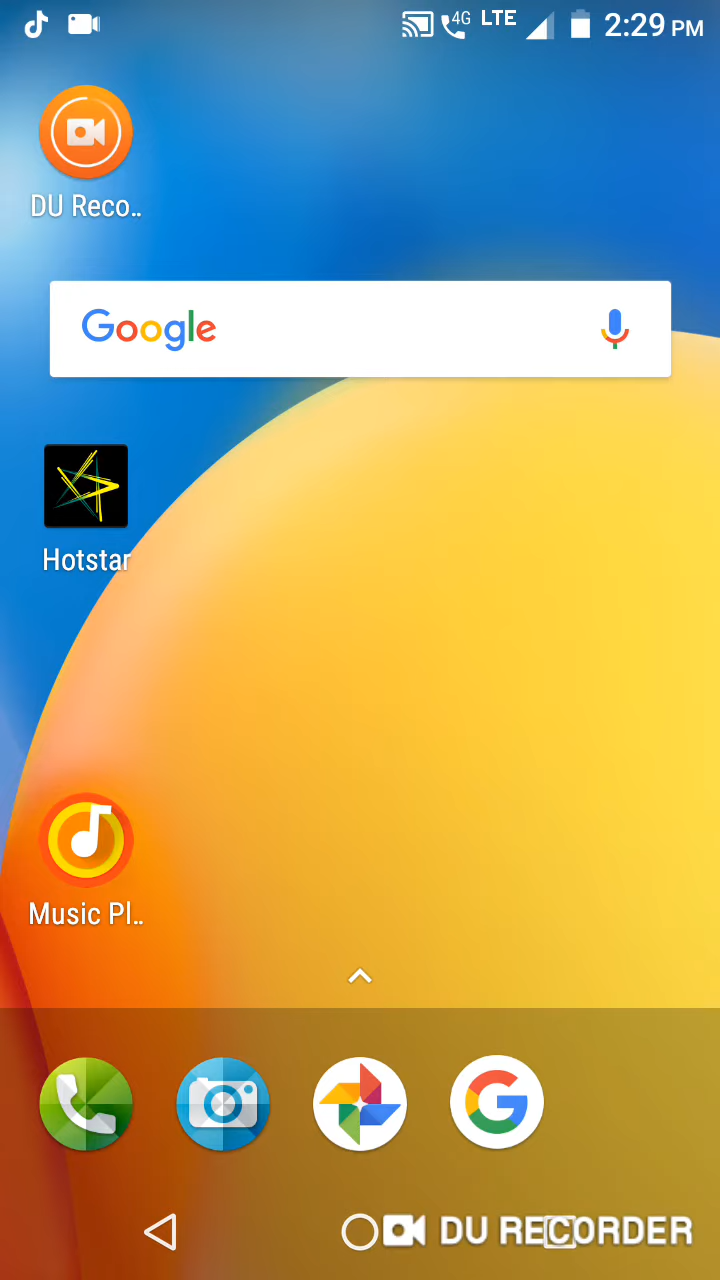 4G LTE 2:29 PM
DU Reco..
Google
Hotstar
Music Pl..
DU RECORDER